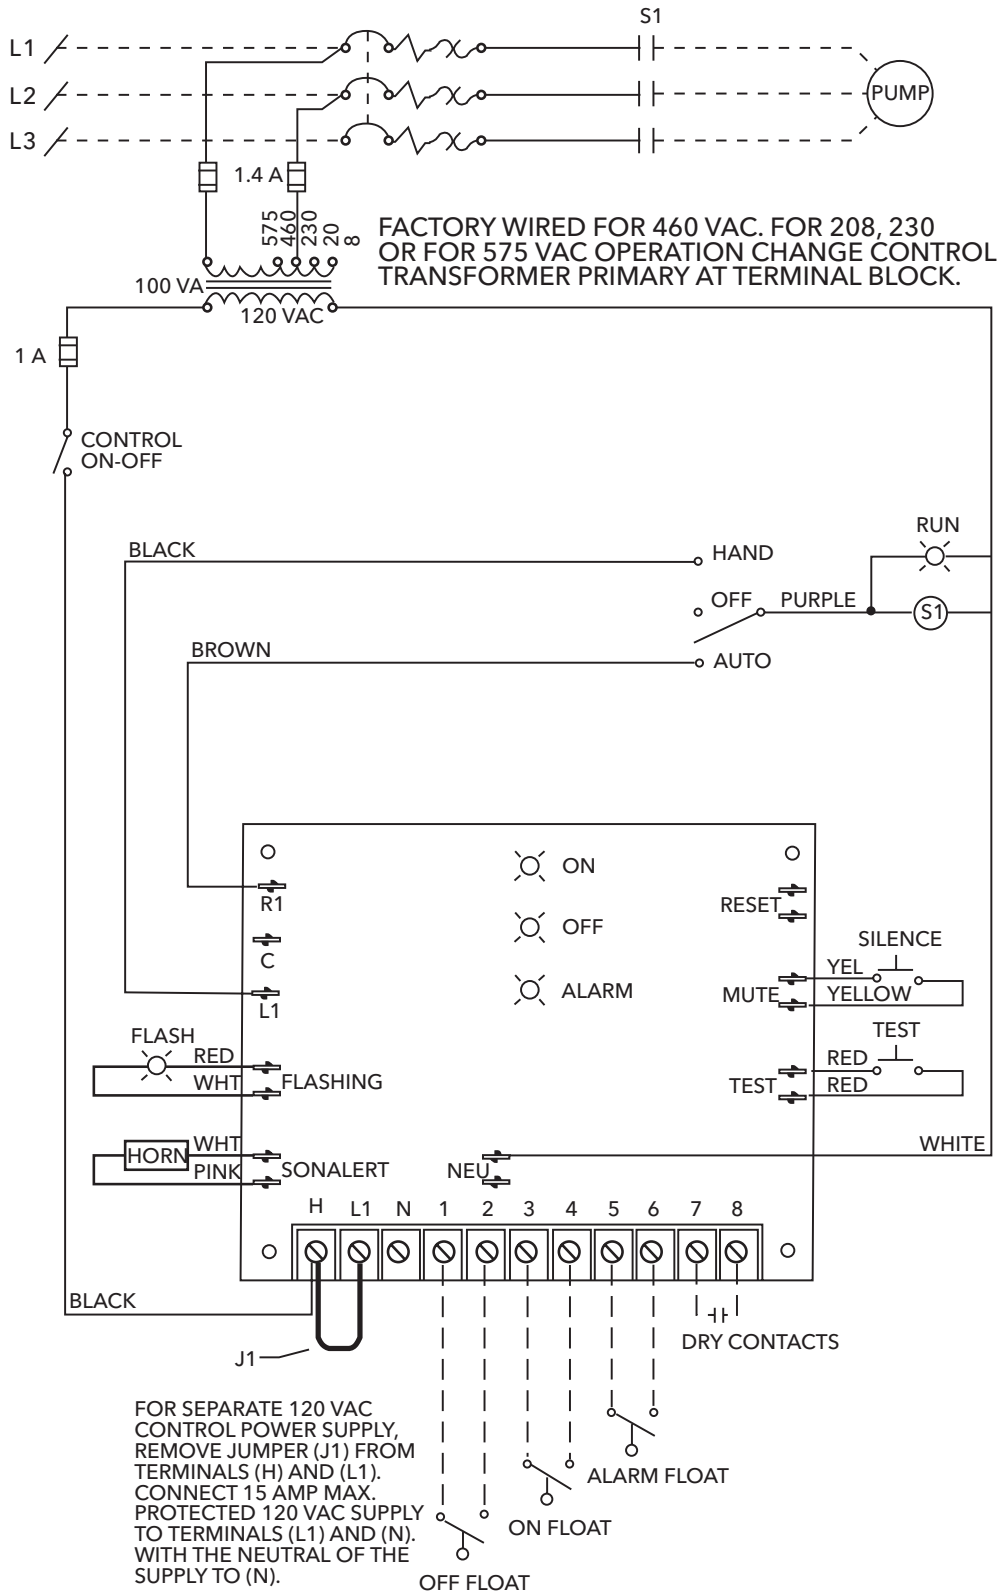 S1
L1
L2
L3
PUMP
1.4 A
575
460
230
20
8
FACTORY WIRED FOR 460 VAC. FOR 208, 230
OR FOR 575 VAC OPERATION CHANGE CONTROL
TRANSFORMER PRIMARY AT TERMINAL BLOCK.
100 VA
120 VAC
1 A
CONTROL
ON-OFF
RUN
BLACK
HAND
OFF
PURPLE
S1
BROWN
AUTO
ON
R1
RESET
OFF
C
SILENCE
YEL
ALARM
MUTE
YELLOW
L1
FLASH
RED
WHT
FLASHING
TEST
RED
TEST
RED
WHITE
HORN
WHT
PINK
SONALERT
NEU
H L1 N 1 2 3 4 5 6 7 8
BLACK
DRY CONTACTS
J1
FOR SEPARATE 120 VAC
CONTROL POWER SUPPLY,
REMOVE JUMPER (J1) FROM
TERMINALS (H) AND (L1).
CONNECT 15 AMP MAX.
PROTECTED 120 VAC SUPPLY
TO TERMINALS (L1) AND (N).
WITH THE NEUTRAL OF THE
SUPPLY TO (N).
ALARM FLOAT
ON FLOAT
OFF FLOAT